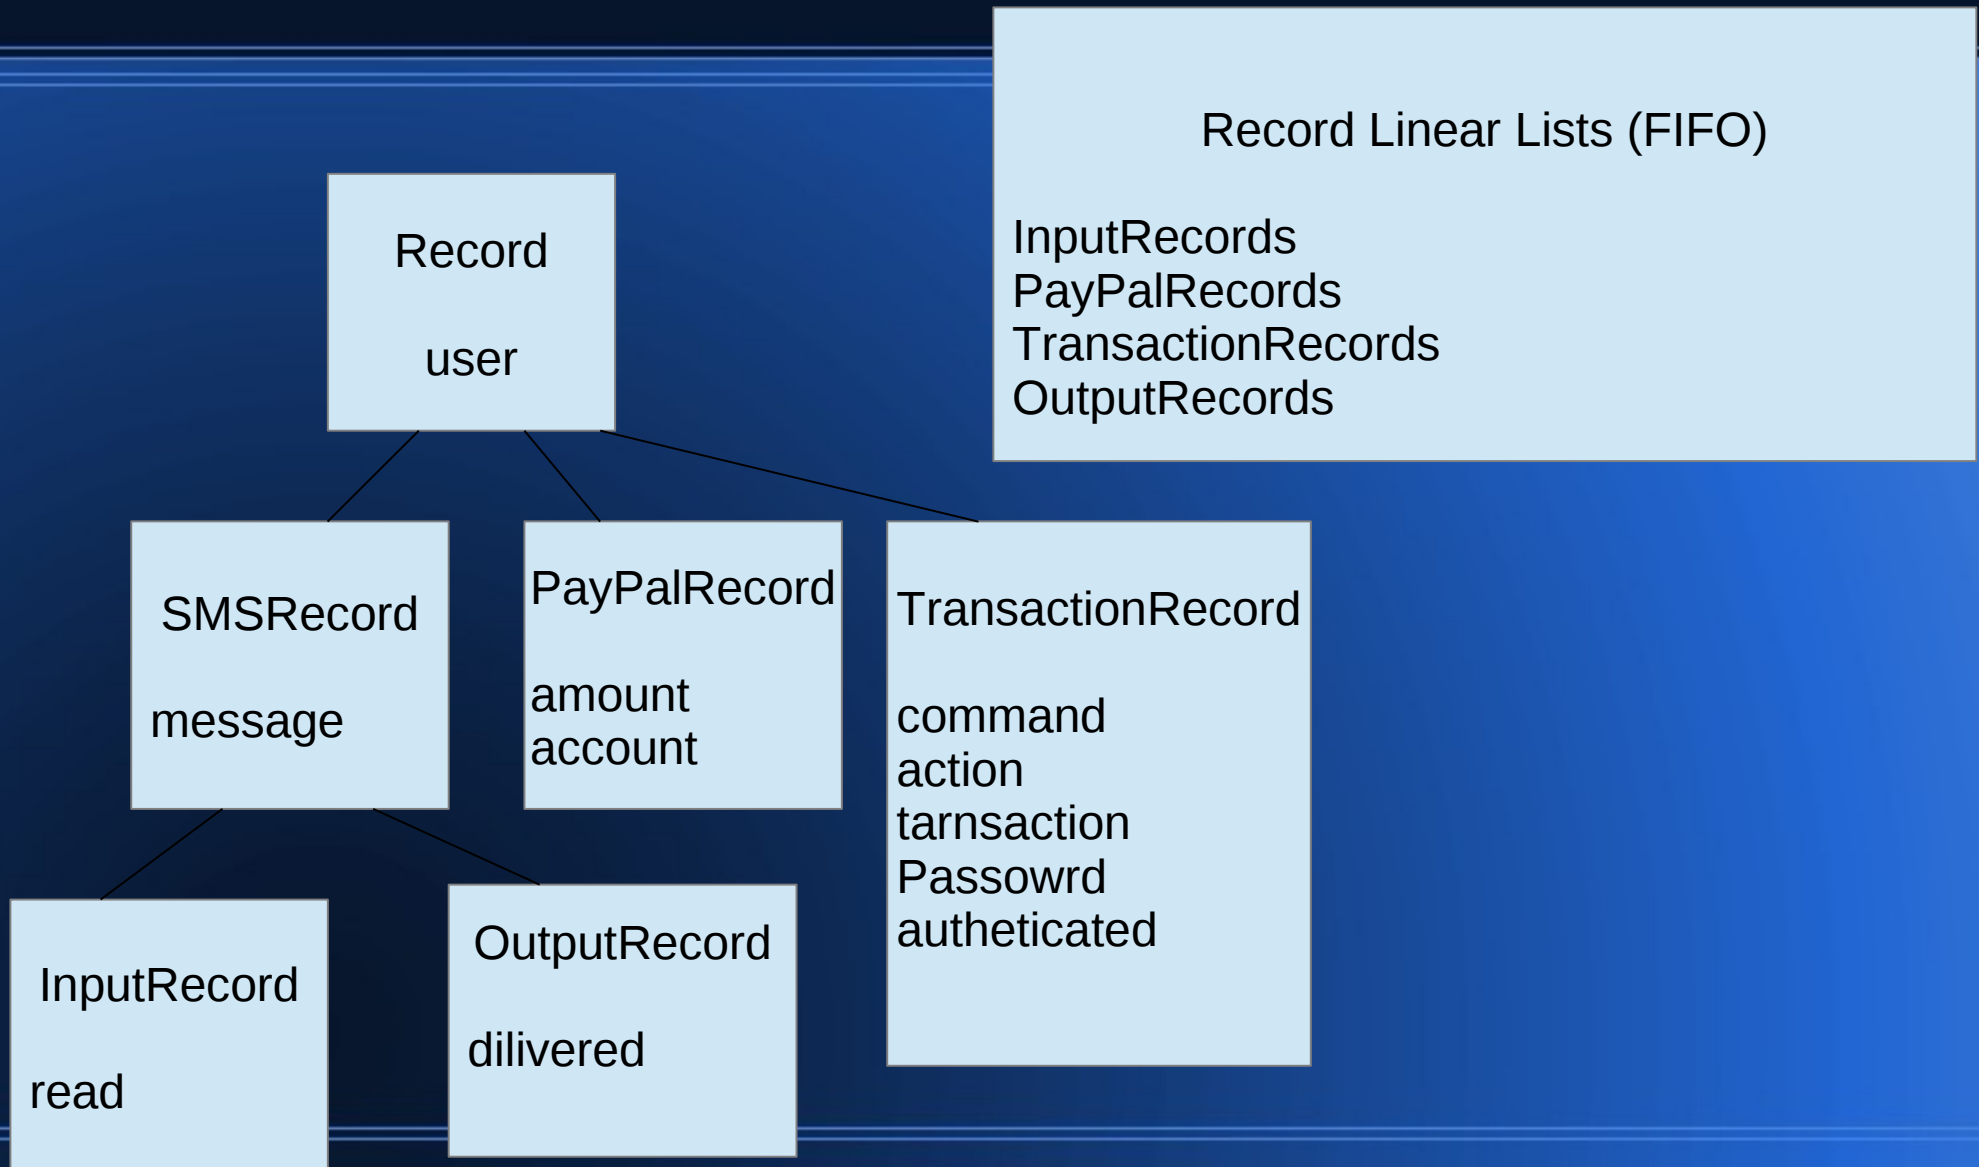 Record Linear Lists (FIFO)
InputRecords
PayPalRecords
TransactionRecords
OutputRecords
Record
user
SMSRecord
message
PayPalRecord
amount
account
TransactionRecord
command
action
tarnsaction
Passowrd
autheticated
InputRecord
read
OutputRecord
dilivered